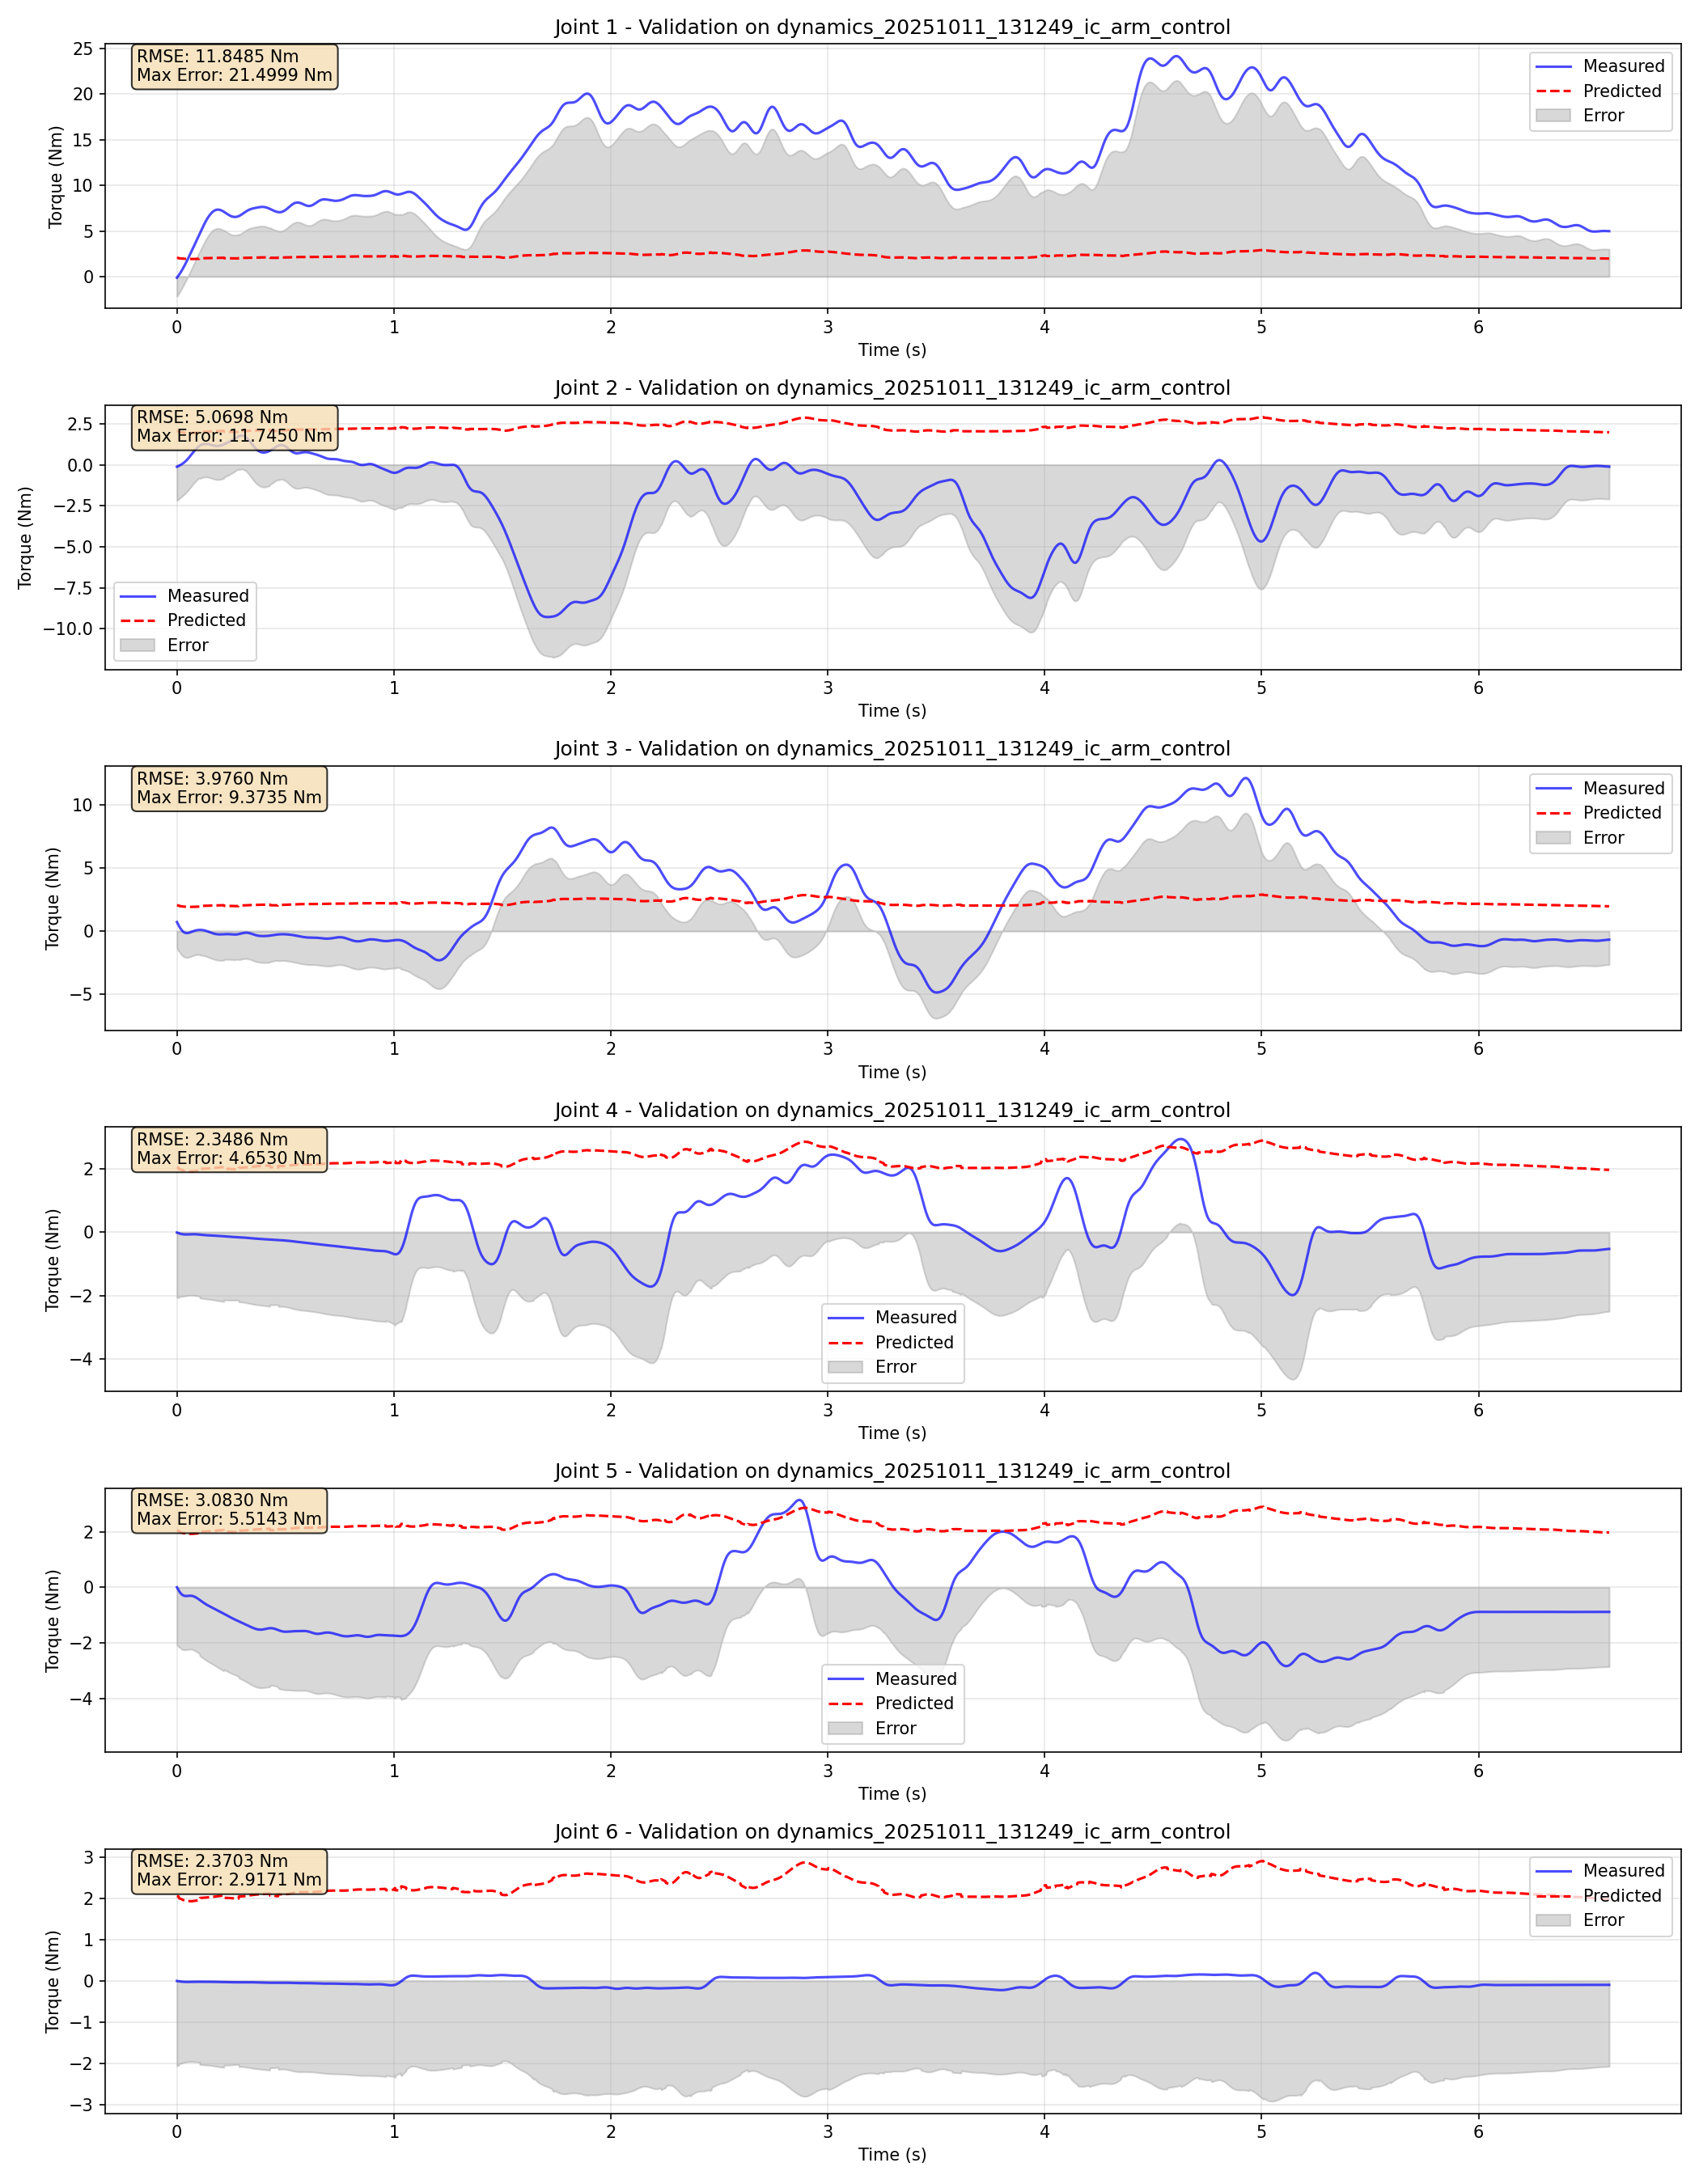 Joint 1 - Validation on dynamics_20251011_131249_ic_arm_control
RMSE: 11.8485 Nm
Max Error: 21.4999 Nm
Measured
Predicted
Error
25
20
15
10
5
0
Torque (Nm)
0 1 2 3 4 5 6
Time (s)
Joint 2 - Validation on dynamics_20251011_131249_ic_arm_control
RMSE: 5.0698 Nm
Max Error: 11.7450 Nm
2.5
0.0
−2.5
−5.0
−7.5
−10.0
Torque (Nm)
Measured
Predicted
Error
0 1 2 3 4 5 6
Time (s)
Joint 3 - Validation on dynamics_20251011_131249_ic_arm_control
RMSE: 3.9760 Nm
Max Error: 9.3735 Nm
Measured
Predicted
Error
10
5
0
−5
Torque (Nm)
0 1 2 3 4 5 6
Time (s)
Joint 4 - Validation on dynamics_20251011_131249_ic_arm_control
RMSE: 2.3486 Nm
Max Error: 4.6530 Nm
2
0
−2
−4
Torque (Nm)
Measured
Predicted
Error
0 1 2 3 4 5 6
Time (s)
Joint 5 - Validation on dynamics_20251011_131249_ic_arm_control
RMSE: 3.0830 Nm
Max Error: 5.5143 Nm
2
0
−2
−4
Torque (Nm)
Measured
Predicted
Error
0 1 2 3 4 5 6
Time (s)
Joint 6 - Validation on dynamics_20251011_131249_ic_arm_control
RMSE: 2.3703 Nm
Max Error: 2.9171 Nm
Measured
Predicted
Error
3
2
1
0
−1
−2
−3
Torque (Nm)
0 1 2 3 4 5 6
Time (s)